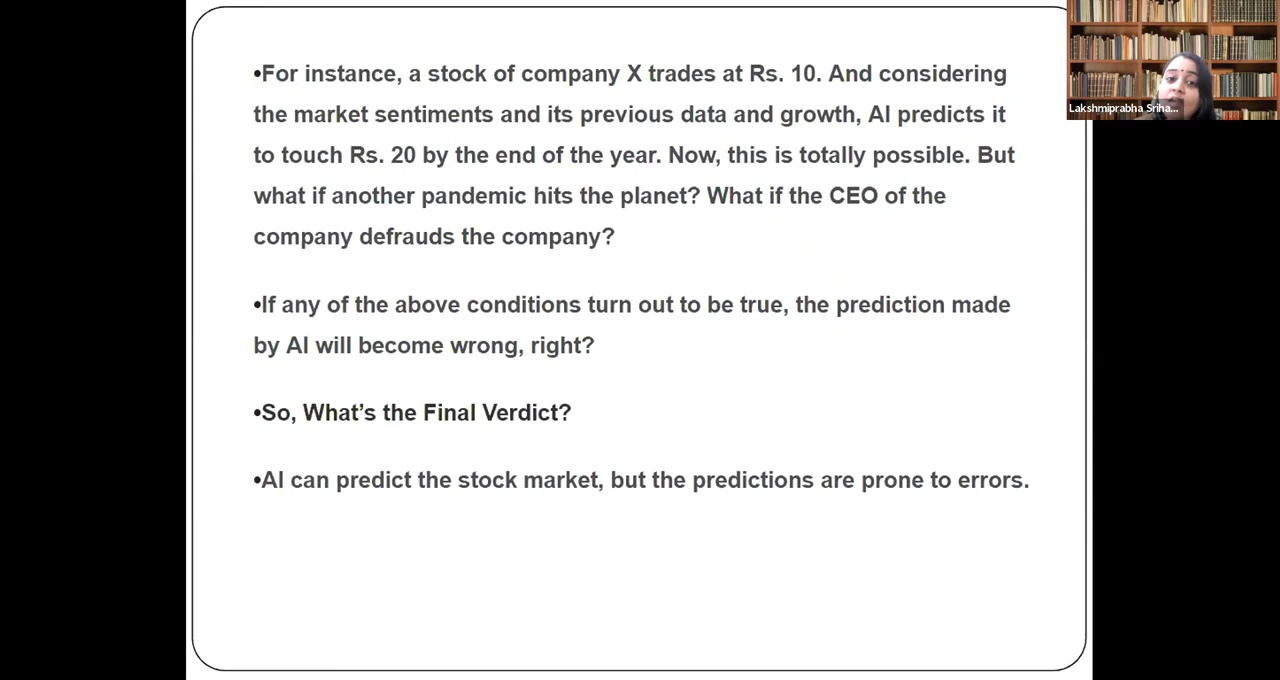 •For instance, a stock of company X trades at Rs. 10. And considering
the market sentiments and its previous data and growth, AI predicts it
to touch Rs. 20 by the end of the year. Now, this is totally possible. But
what if another pandemic hits the planet? What if the CEO of the
company defrauds the company?
•If any of the above conditions turn out to be true, the prediction made
by AI will become wrong, right?
•So, What’s the Final Verdict?
•AI can predict the stock market, but the predictions are prone to errors.
Lakshmiprabha Sriha...